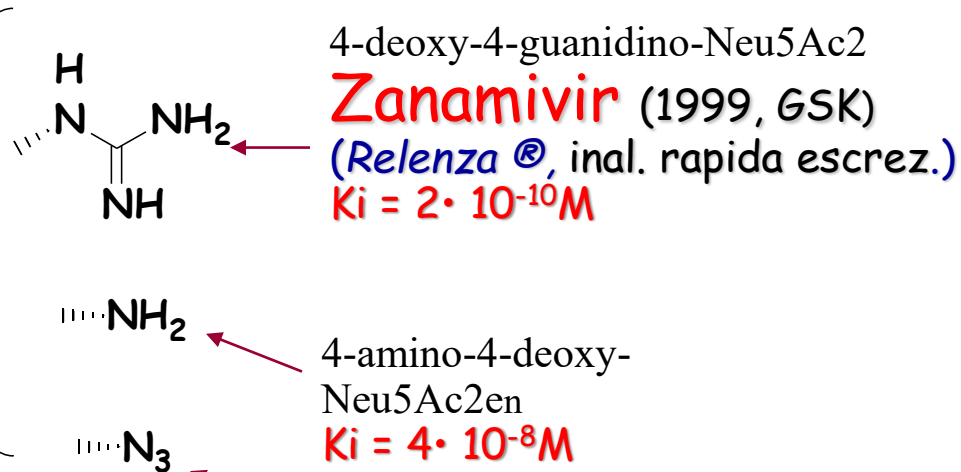 4-deoxy-4-guanidino-Neu5Ac2
Zanamivir (1999, GSK)
(Relenza ®, inal. rapida escrez.)
Ki = 2• 10-10M
H
N
NH2
NH
NH2
4-amino-4-deoxy-
Neu5Ac2en
Ki = 4• 10-8M
N3